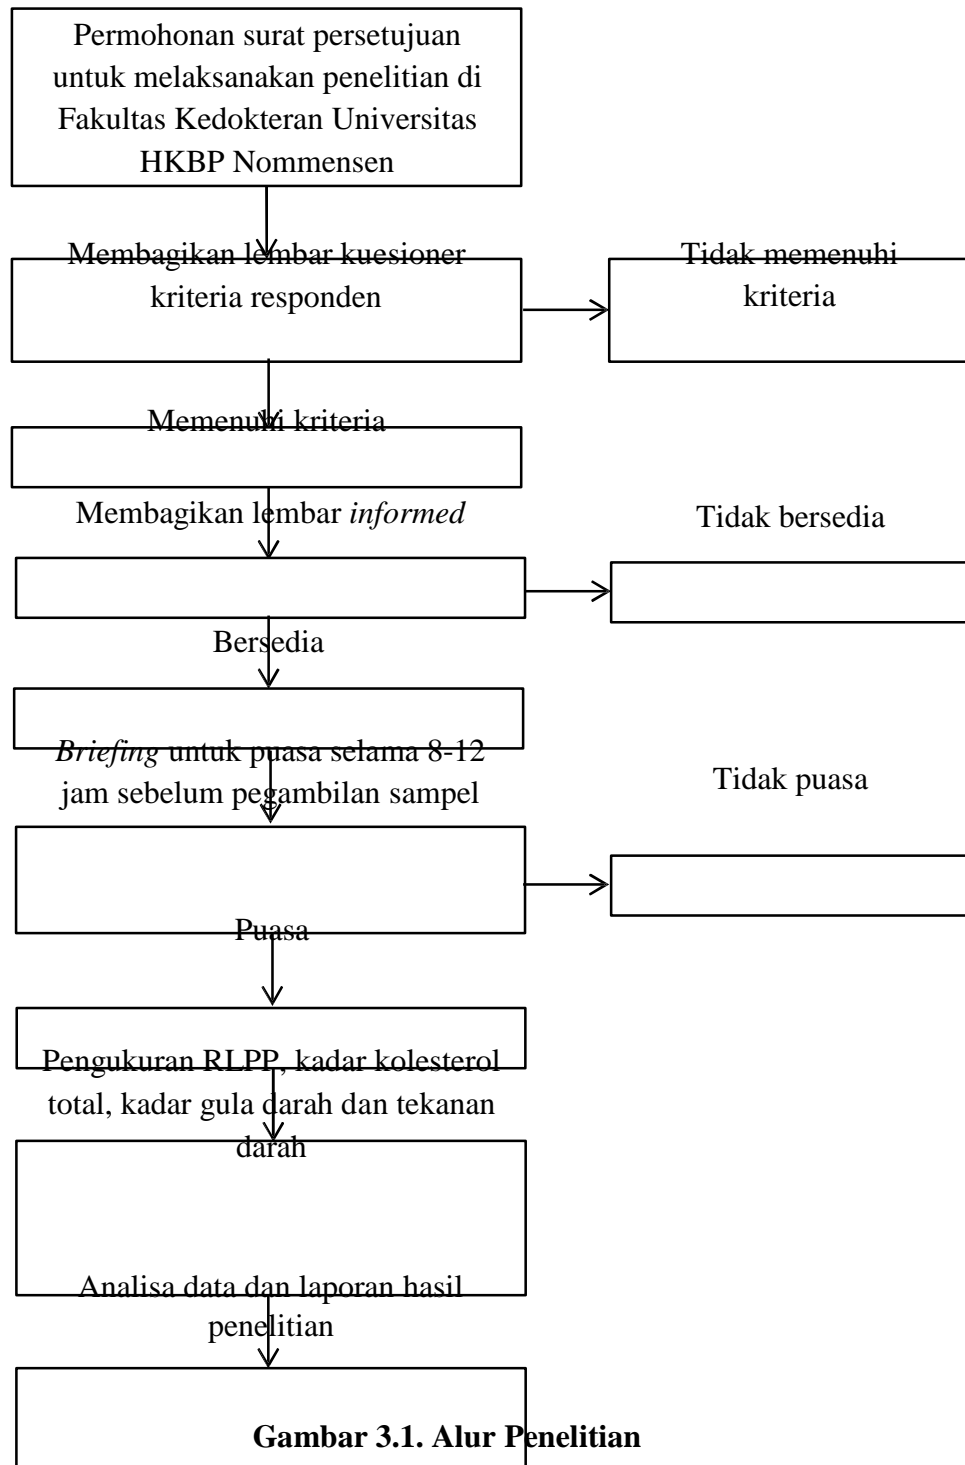 Permohonan surat persetujuan
untuk melaksanakan penelitian di
Fakultas Kedokteran Universitas
HKBP Nommensen
Membagikan lembar kuesioner
kriteria responden
Tidak memenuhi
kriteria
Memenuhi kriteria
Membagikan lembar informed
Tidak bersedia
Bersedia
Briefing untuk puasa selama 8-12
jam sebelum pegambilan sampel
Tidak puasa
Puasa
Pengukuran RLPP, kadar kolesterol
total, kadar gula darah dan tekanan
darah
Analisa data dan laporan hasil
penelitian
Gambar 3.1. Alur Penelitian